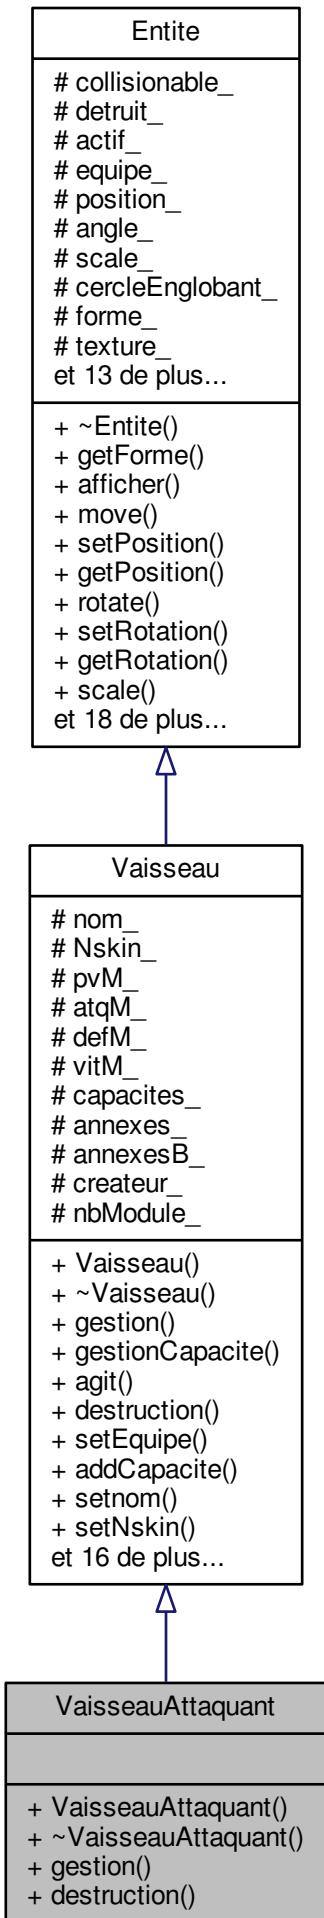 Entite
# collisionable_
# detruit_
# actif_
# equipe_
# position_
# angle_
# scale_
# cercleEnglobant_
# forme_
# texture_
et 13 de plus...
+ ~Entite()
+ getForme()
+ afficher()
+ move()
+ setPosition()
+ getPosition()
+ rotate()
+ setRotation()
+ getRotation()
+ scale()
et 18 de plus...
Vaisseau
# nom_
# Nskin_
# pvM_
# atqM_
# defM_
# vitM_
# capacites_
# annexes_
# annexesB_
# createur_
# nbModule_
+ Vaisseau()
+ ~Vaisseau()
+ gestion()
+ gestionCapacite()
+ agit()
+ destruction()
+ setEquipe()
+ addCapacite()
+ setnom()
+ setNskin()
et 16 de plus...
VaisseauAttaquant
+ VaisseauAttaquant()
+ ~VaisseauAttaquant()
+ gestion()
+ destruction()